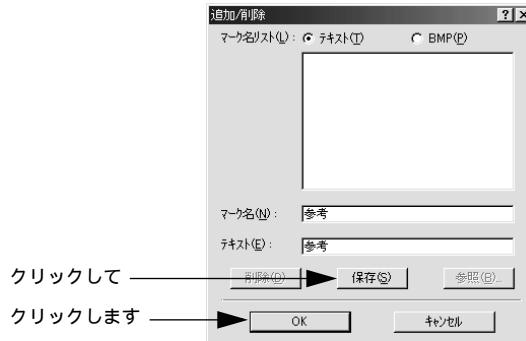 追加/削除
マーク名リスト(L): テキスト(T) BMP(P)
マーク名(N): 参考
テキスト(E): 参考
クリックして 削除(D) 保存(S) 参照(B)...
クリックします OK キャンセル